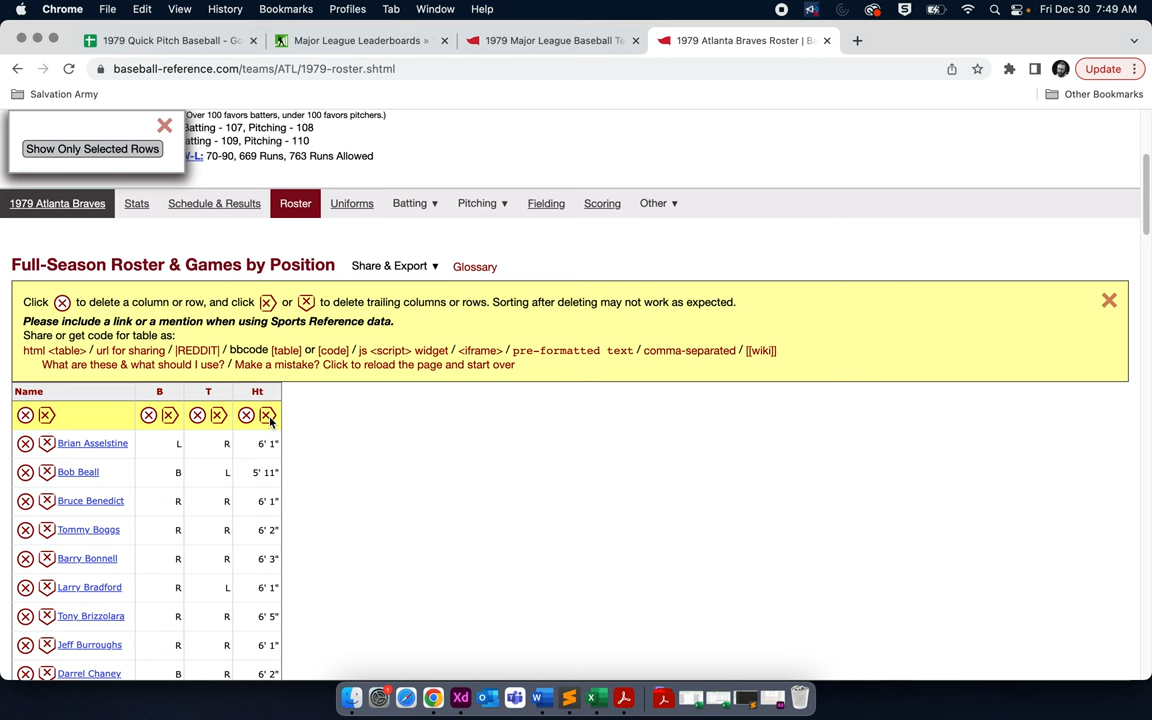 Chrome File Edit View History Bookmarks Profiles Tab Window Help Fri Dec 30 7:49 AM
1979 Quick Pitch Baseball - Go Major League Leaderboards » 1979 Major League Baseball Te 1979 Atlanta Braves Roster | B
baseball-reference.com/teams/ATL/1979-roster.shtml Update
Salvation Army Other Bookmarks
(Over 100 favors batters, under 100 favors pitchers.)
Batting - 107, Pitching - 108
Show Only Selected Rows atting - 109, Pitching - 110
W-L: 70-90, 669 Runs, 763 Runs Allowed
1979 Atlanta Braves Stats Schedule & Results Roster Uniforms Batting ▼ Pitching ▼ Fielding Scoring Other ▼
Full-Season Roster & Games by Position Share & Export ▼ Glossary
Click to delete a column or row, and click or to delete trailing columns or rows. Sorting after deleting may not work as expected.
Please include a link or a mention when using Sports Reference data.
Share or get code for table as:
html <table> / url for sharing / |REDDIT| / bbcode [table] or [code] / js <script> widget / <iframe> / pre-formatted text / comma-separated / [[wiki]]
What are these & what should I use? / Make a mistake? Click to reload the page and start over
Name B T Ht
Brian Asselstine L R 6' 1"
Bob Beall B L 5' 11"
Bruce Benedict R R 6' 1"
Tommy Boggs R R 6' 2"
Barry Bonnell R R 6' 3"
Larry Bradford R L 6' 1"
Tony Brizzolara R R 6' 5"
Jeff Burroughs R R 6' 1"
Darrel Chaney B R 6' 2"